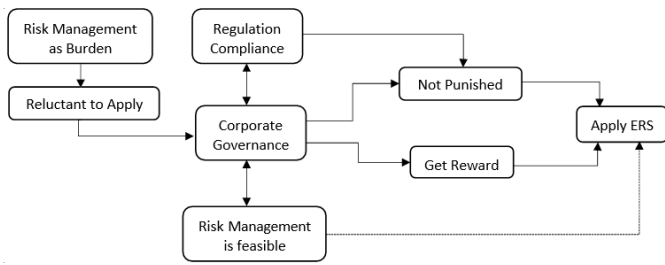 Risk Management
as Burden
Reluctant to Apply
Regulation
Compliance
Corporate
Governance
Risk Management
is feasible
Not Punished
Get Reward
Apply ERS